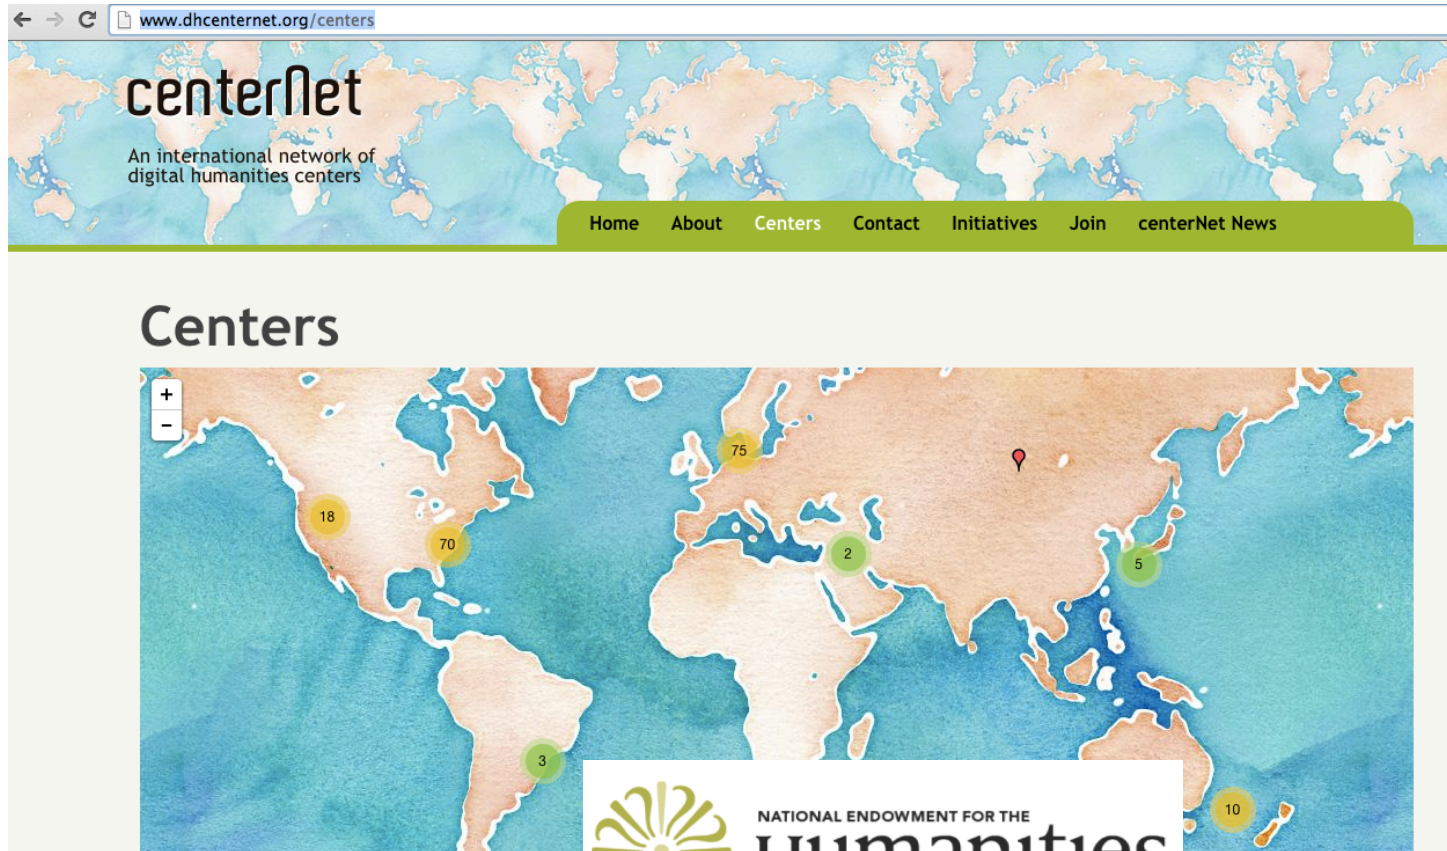 www.dhcenternet.org/centers
centerNet
An international network of
digital humanities centers
Home About Centers Contact Initiatives Join centerNet News
Centers
+
-
75
18
70
2
5
3
10
NATIONAL ENDOWMENT FOR THE
Humanities